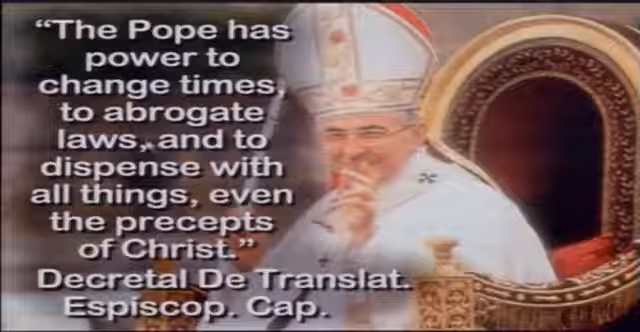 “The Pope has
power to
change times,
to abrogate
laws, and to
dispense with
all things, even
the precepts
of Christ.”
Decretal De Translat.
Espiscop. Cap.